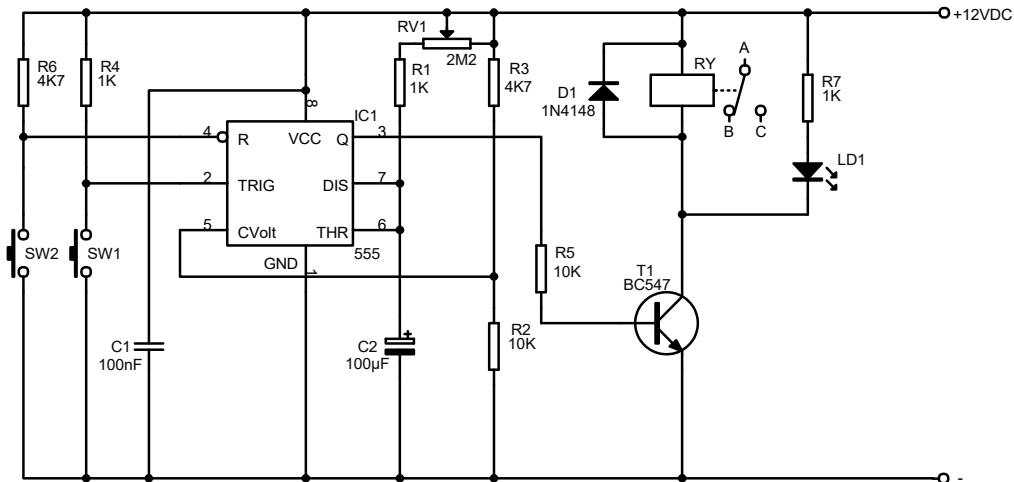 +12VDC
RV1
2M2
R6
4K7
R4
1K
R1
1K
R3
4K7
D1
1N4148
RY
A
B
C
R7
1K
LD1
8
IC1
4
R
VCC
Q
3
2
TRIG
DIS
7
5
CVolt
THR
6
GND
1
555
SW2
SW1
R5
10K
T1
BC547
C1
100nF
C2
+
100µF
R2
10K
-